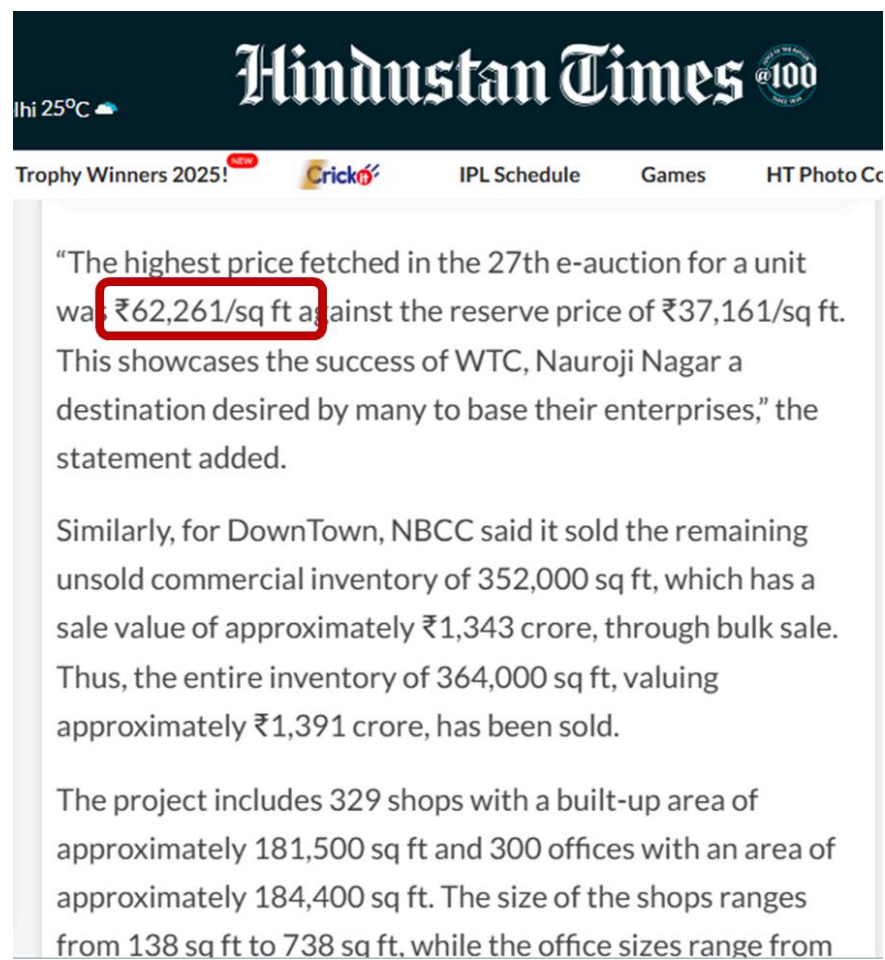 Hindustan Times @100
lhi 25°C
Trophy Winners 2025! NEW Crickit IPL Schedule Games HT Photo Co
“The highest price fetched in the 27th e-auction for a unit
was ₹62,261/sq ft against the reserve price of ₹37,161/sq ft.
This showcases the success of WTC, Nauroji Nagar a
destination desired by many to base their enterprises,” the
statement added.
Similarly, for DownTown, NBCC said it sold the remaining
unsold commercial inventory of 352,000 sq ft, which has a
sale value of approximately ₹1,343 crore, through bulk sale.
Thus, the entire inventory of 364,000 sq ft, valuing
approximately ₹1,391 crore, has been sold.
The project includes 329 shops with a built-up area of
approximately 181,500 sq ft and 300 offices with an area of
approximately 184,400 sq ft. The size of the shops ranges
from 138 sq ft to 738 sq ft, while the office sizes range from